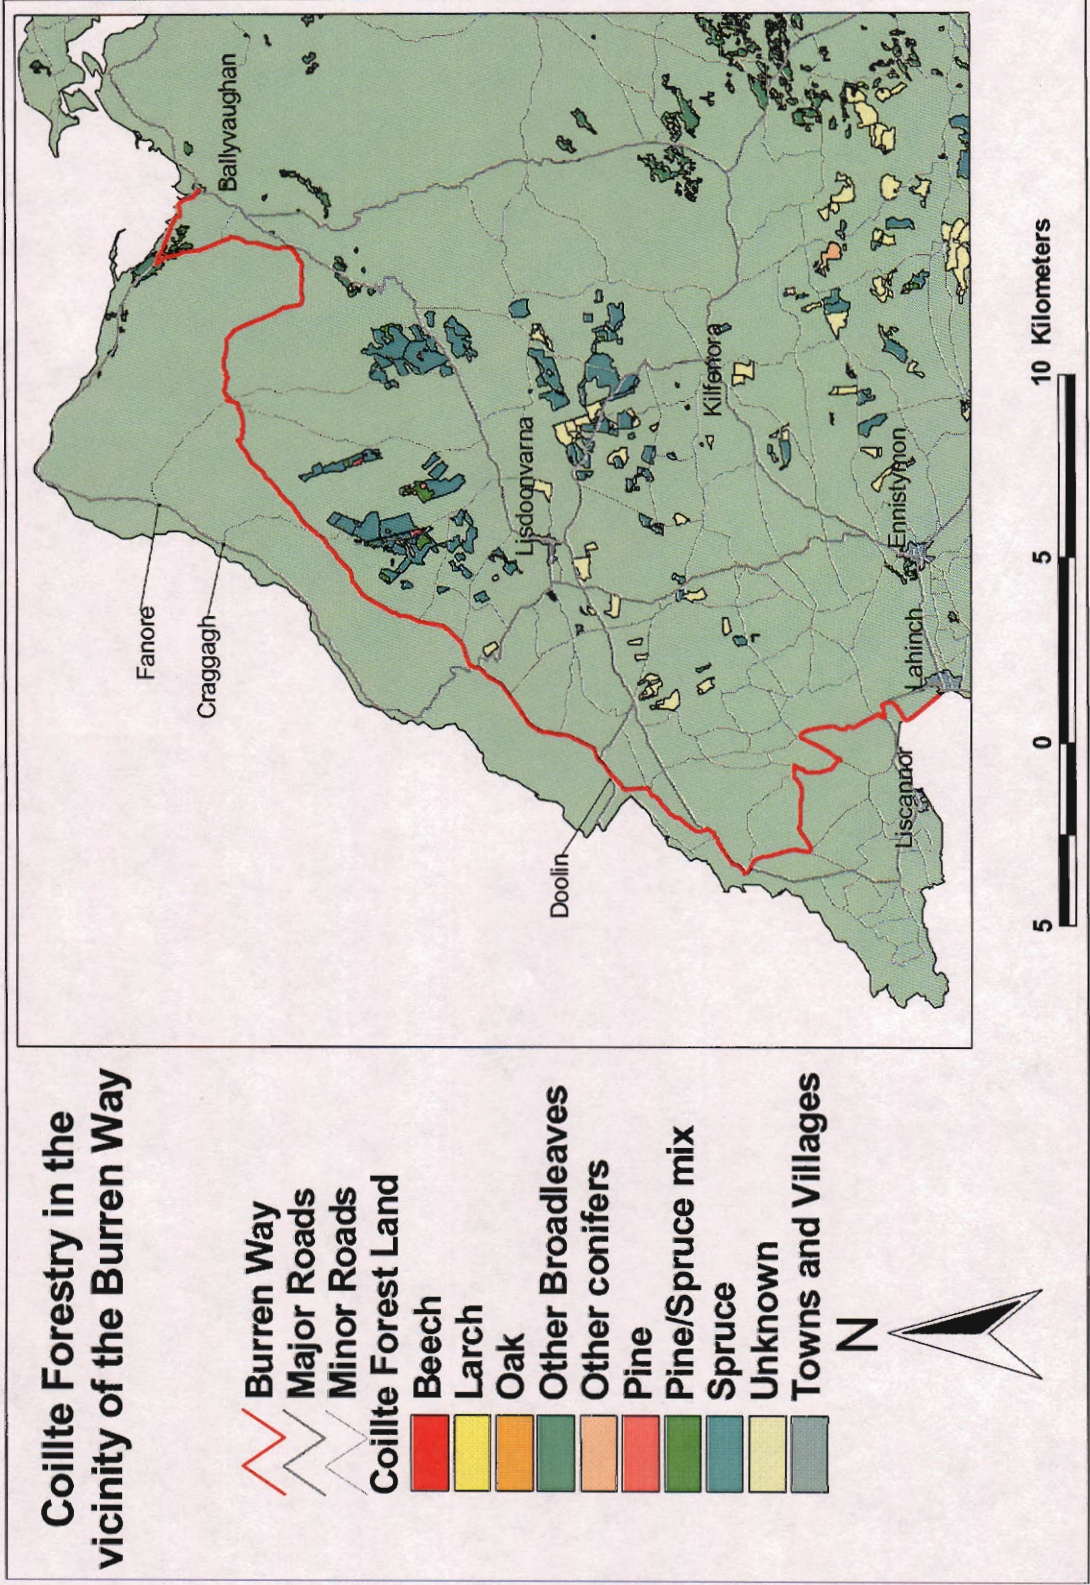 Coillte Forestry in the
vicinity of the Burren Way
Burren Way
Major Roads
Minor Roads
Coillte Forest Land
Beech
Larch
Oak
Other Broadleaves
Other conifers
Pine
Pine/Spruce mix
Spruce
Unknown
Towns and Villages
N
Ballyvaughan
Fanore
Craggagh
Lisdoonvarna
Doolin
Kilfenora
Ennistymon
Lahinch
Liscannor
5 0 5 10 Kilometers